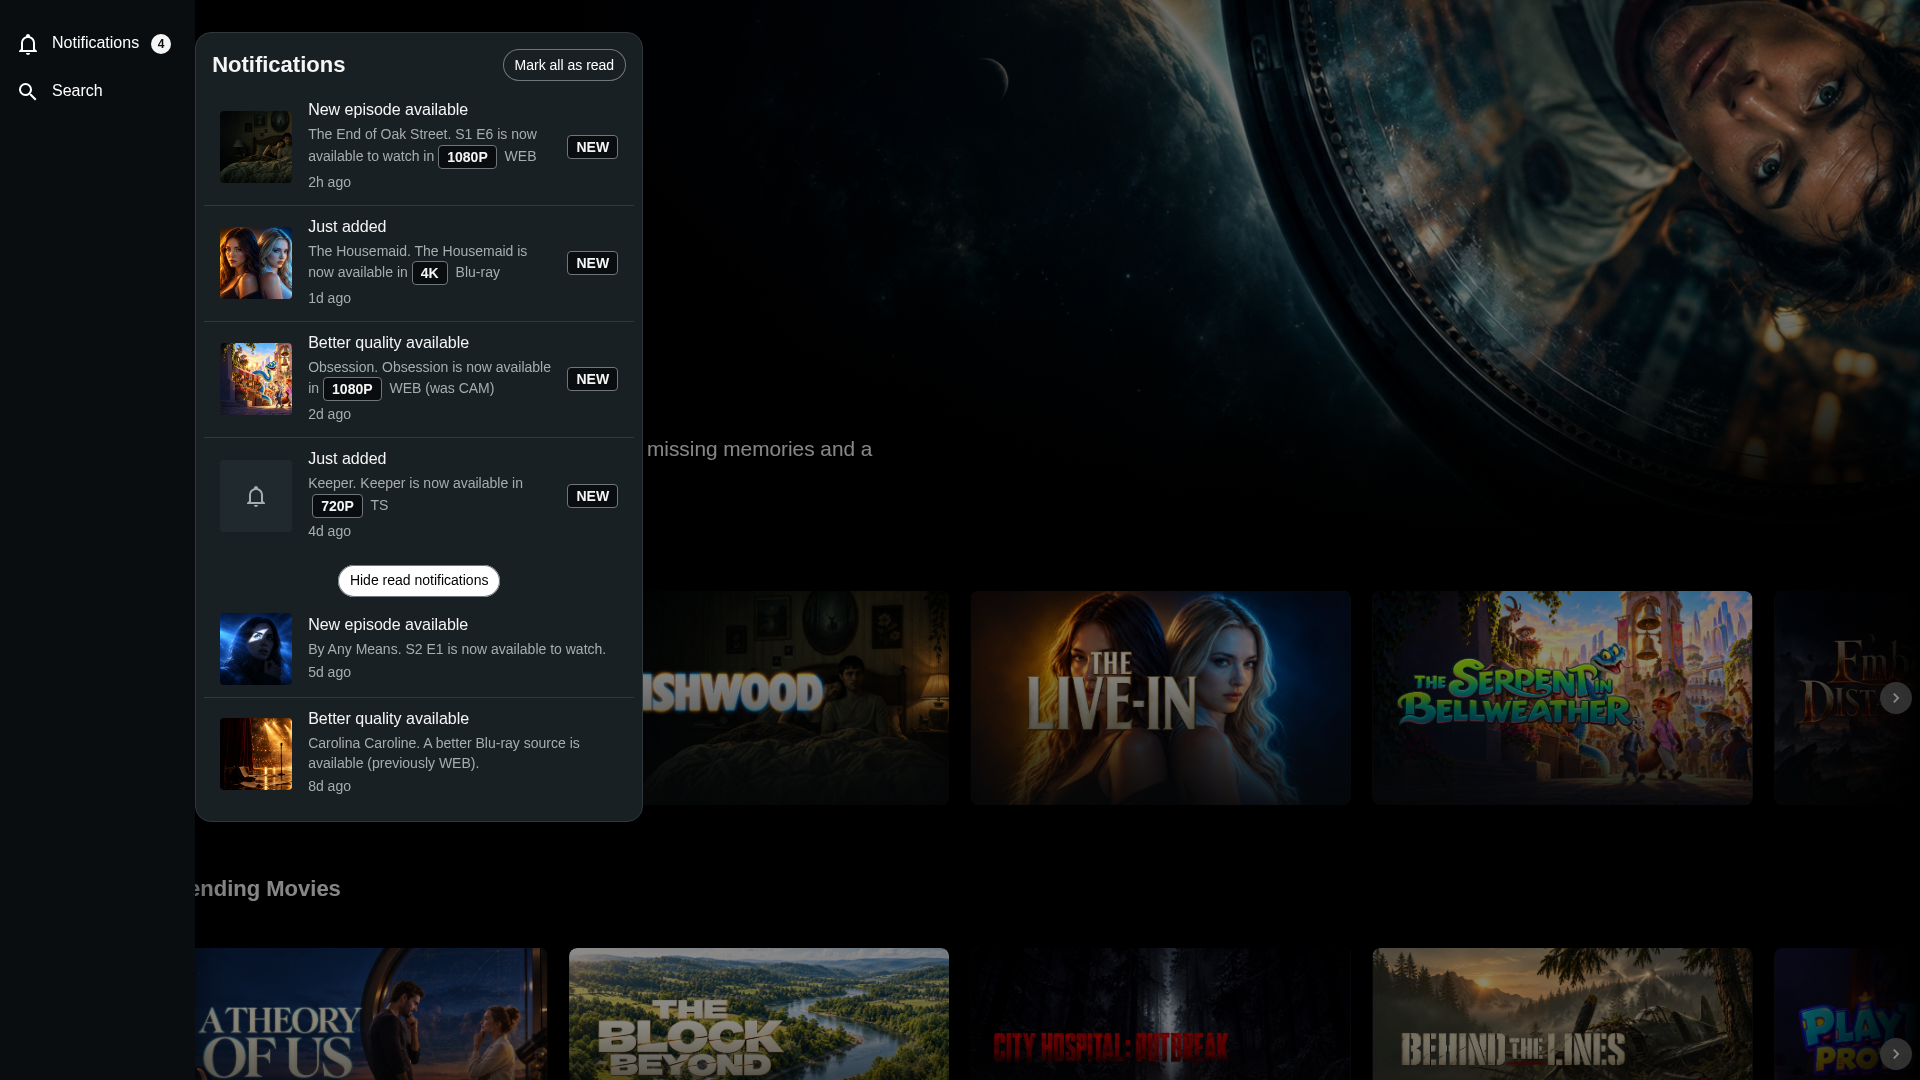 Notifications 4
Search
Notifications
Mark all as read
New episode available
The End of Oak Street. S1 E6 is now
available to watch in 1080P WEB
2h ago
NEW
Just added
The Housemaid. The Housemaid is
now available in 4K Blu-ray
1d ago
NEW
Better quality available
Obsession. Obsession is now available
in 1080P WEB (was CAM)
2d ago
NEW
Just added
Keeper. Keeper is now available in
720P TS
4d ago
NEW
Hide read notifications
New episode available
By Any Means. S2 E1 is now available to watch.
5d ago
Better quality available
Carolina Caroline. A better Blu-ray source is
available (previously WEB).
8d ago
missing memories and a
ISHWOOD
THE
LIVE-IN
THE SERPENT IN
BELLWEATHER
Emb
DIST
ending Movies
A THEORY
OF US
THE
BLOCK
BEYOND
CITY HOSPITAL: OUTBREAK
BEHIND THE LINES
PLAY
PRO